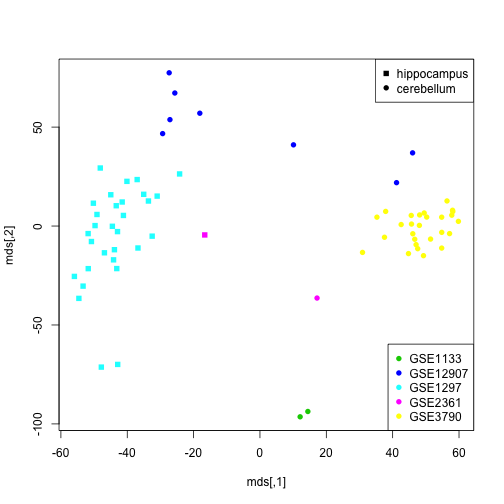 hippocampus
cerebellum
50
0
-50
-100
mds[,2]
GSE1133
GSE12907
GSE1297
GSE2361
GSE3790
-60 -40 -20 0 20 40 60
mds[,1]